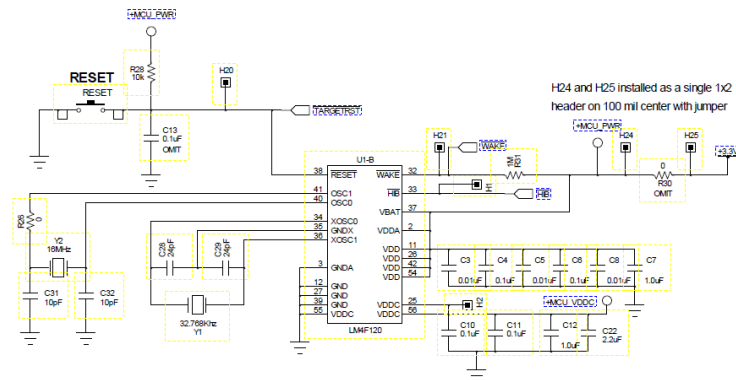 +MCU_PWR
R28
10k
RESET
RESET
H20
TARGETRST
C13
0.1uF
OMIT
H24 and H25 installed as a single 1x2
header on 100 mil center with jumper
+MCU_PWR
H21
WAKE
H24
H25
+3.3V
R31
1M
0
R30
OMIT
H1
HIB
U1-B
38
RESET
WAKE
32
41
OSC1
HIB
33
40
OSC0
VBAT
37
34
XOSC0
35
GNDX
VDDA
2
36
XOSC1
VDD
11
VDD
26
3
GNDA
VDD
42
VDD
54
12
GND
27
GND
39
GND
VDDC
25
55
VDDC
VDDC
56
LM4F120
R26
0
Y2
16MHz
C31
10pF
C32
10pF
C28
24pF
C29
24pF
32.768Khz
Y1
C3
0.01uF
C4
0.1uF
C5
0.01uF
C6
0.1uF
C8
0.01uF
C7
1.0uF
H2
+MCU_VDDC
C10
0.1uF
C11
0.1uF
C12
1.0uF
C22
2.2uF